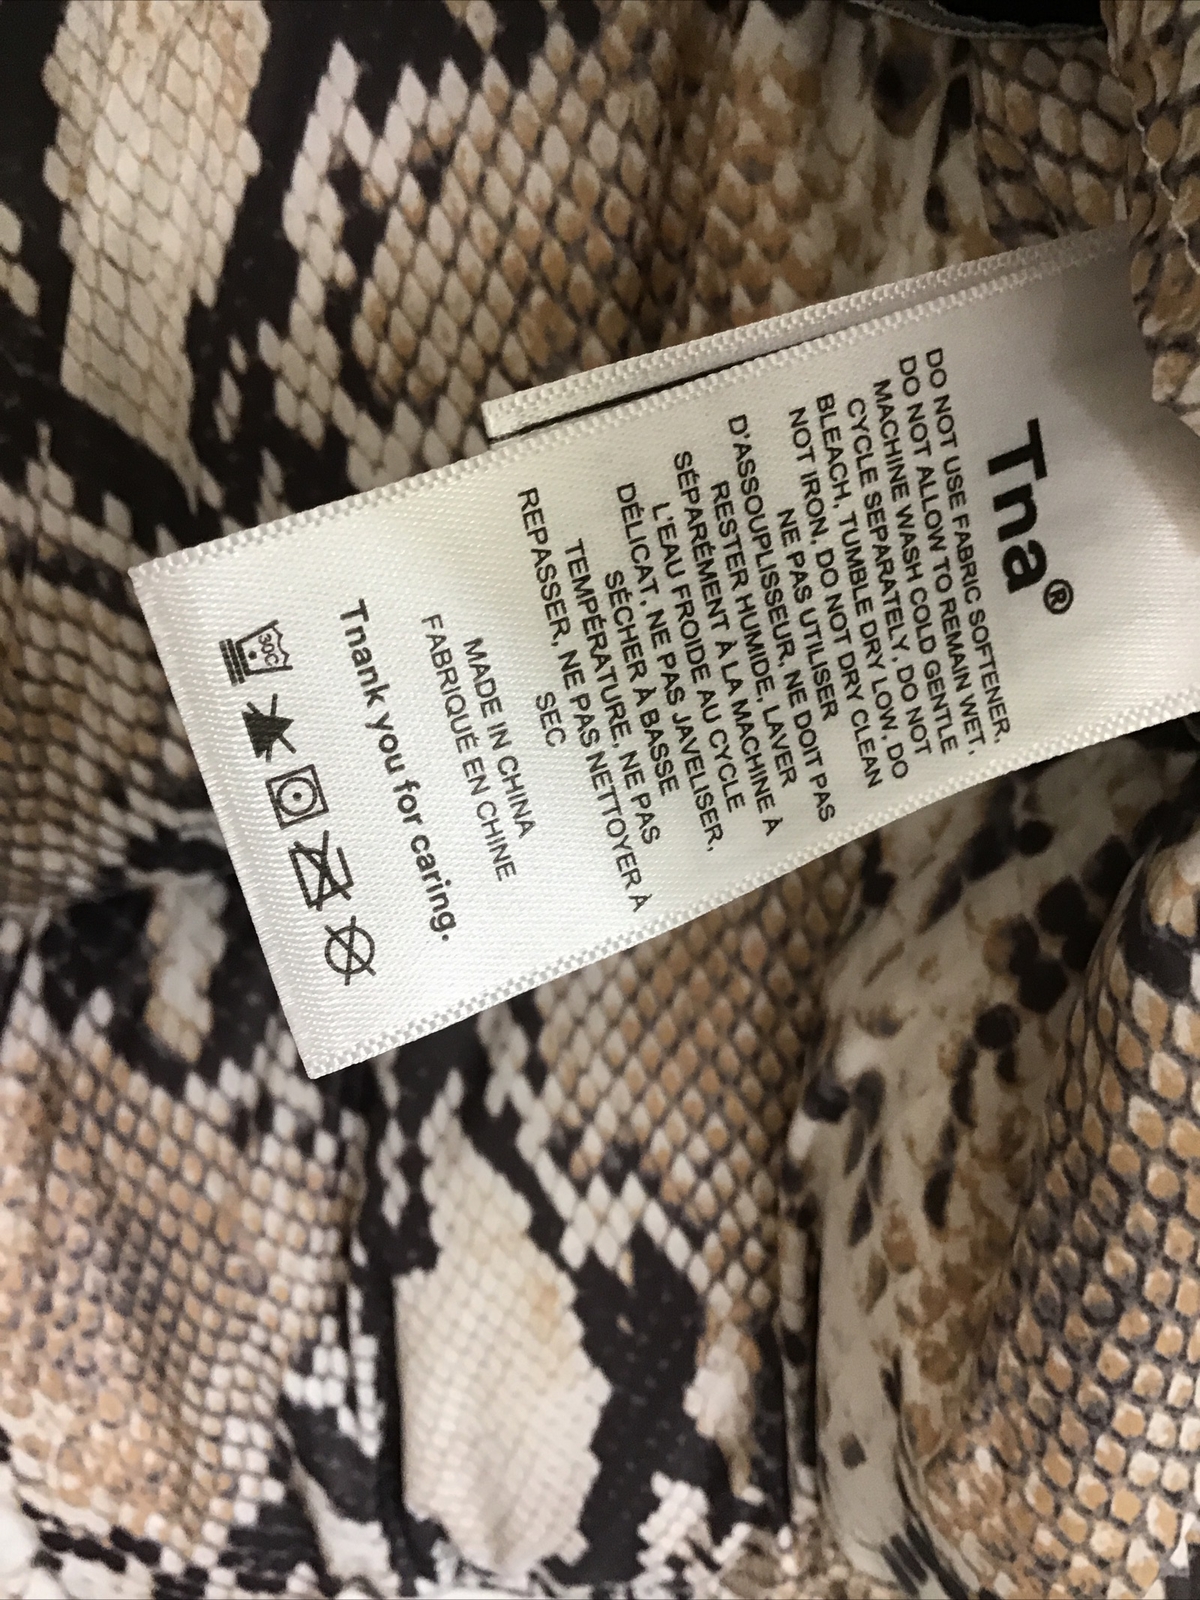 Tna®
DO NOT USE FABRIC SOFTENER,
DO NOT ALLOW TO REMAIN WET,
MACHINE WASH COLD GENTLE
CYCLE SEPARATELY, DO NOT
BLEACH, TUMBLE DRY LOW, DO
NOT IRON, DO NOT DRY CLEAN
NE PAS UTILISER
D'ASSOUPLISSEUR, NE DOIT PAS
RESTER HUMIDE, LAVER
SÉPARÉMENT À LA MACHINE À
L'EAU FROIDE AU CYCLE
DÉLICAT, NE PAS JAVELISER,
SÉCHER À BASSE
TEMPÉRATURE, NE PAS
REPASSER, NE PAS NETTOYER À
SEC
MADE IN CHINA
FABRIQUÉ EN CHINE
Tnank you for caring.
30C